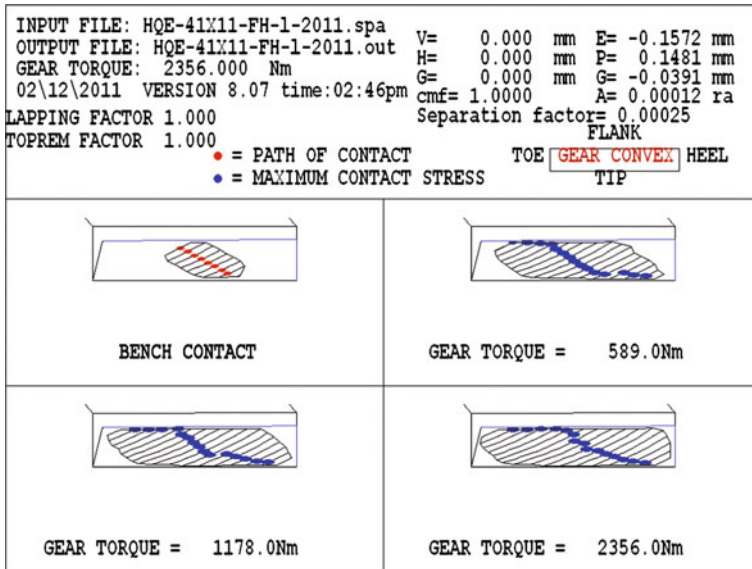 INPUT FILE: HQE-41X11-FH-l-2011.spa
OUTPUT FILE: HQE-41X11-FH-l-2011.out
GEAR TORQUE: 2356.000 Nm
02\12\2011 VERSION 8.07 time:02:46pm
LAPPING FACTOR 1.000
TOPREM FACTOR 1.000
V= 0.000 mm E= -0.1572 mm
H= 0.000 mm P= 0.1481 mm
G= 0.000 mm G= -0.0391 mm
cmf= 1.0000 A= 0.00012 ra
Separation factor= 0.00025
FLANK
• = PATH OF CONTACT TOE GEAR CONVEX HEEL
• = MAXIMUM CONTACT STRESS TIP
BENCH CONTACT
GEAR TORQUE = 589.0Nm
GEAR TORQUE = 1178.0Nm
GEAR TORQUE = 2356.0Nm